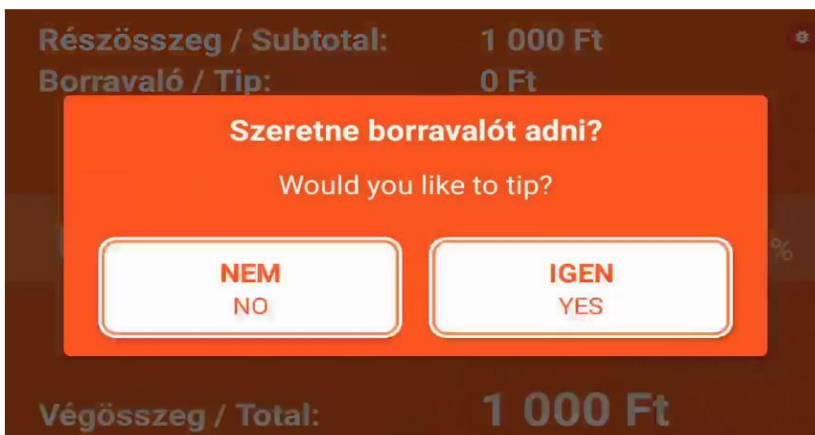 Részösszeg / Subtotal: 1 000 Ft
Borravaló / Tip: 0 Ft
Szeretne borravalót adni?
Would you like to tip?
%
NEM IGEN
NO YES
Végösszeg / Total: 1 000 Ft